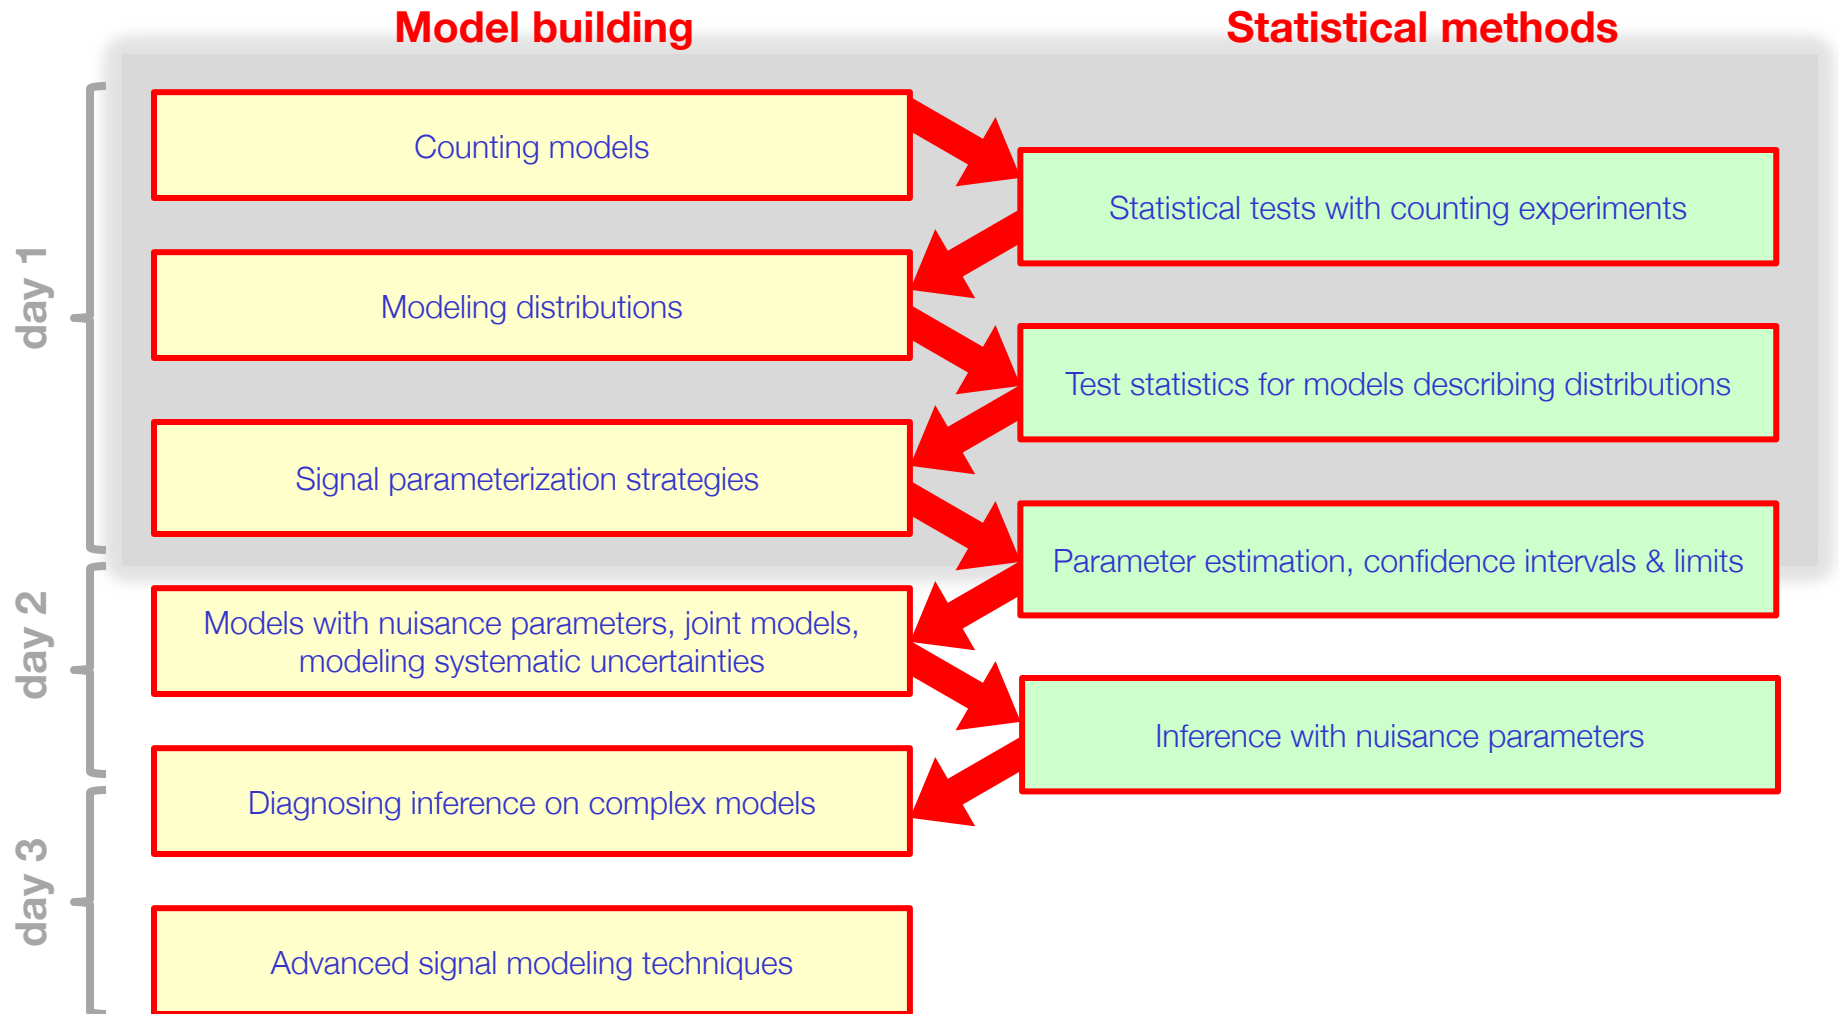 Model building
Statistical methods
day 1
Counting models
Statistical tests with counting experiments
Modeling distributions
Test statistics for models describing distributions
Signal parameterization strategies
Parameter estimation, confidence intervals & limits
day 2
Models with nuisance parameters, joint models,
modeling systematic uncertainties
Inference with nuisance parameters
day 3
Diagnosing inference on complex models
Advanced signal modeling techniques